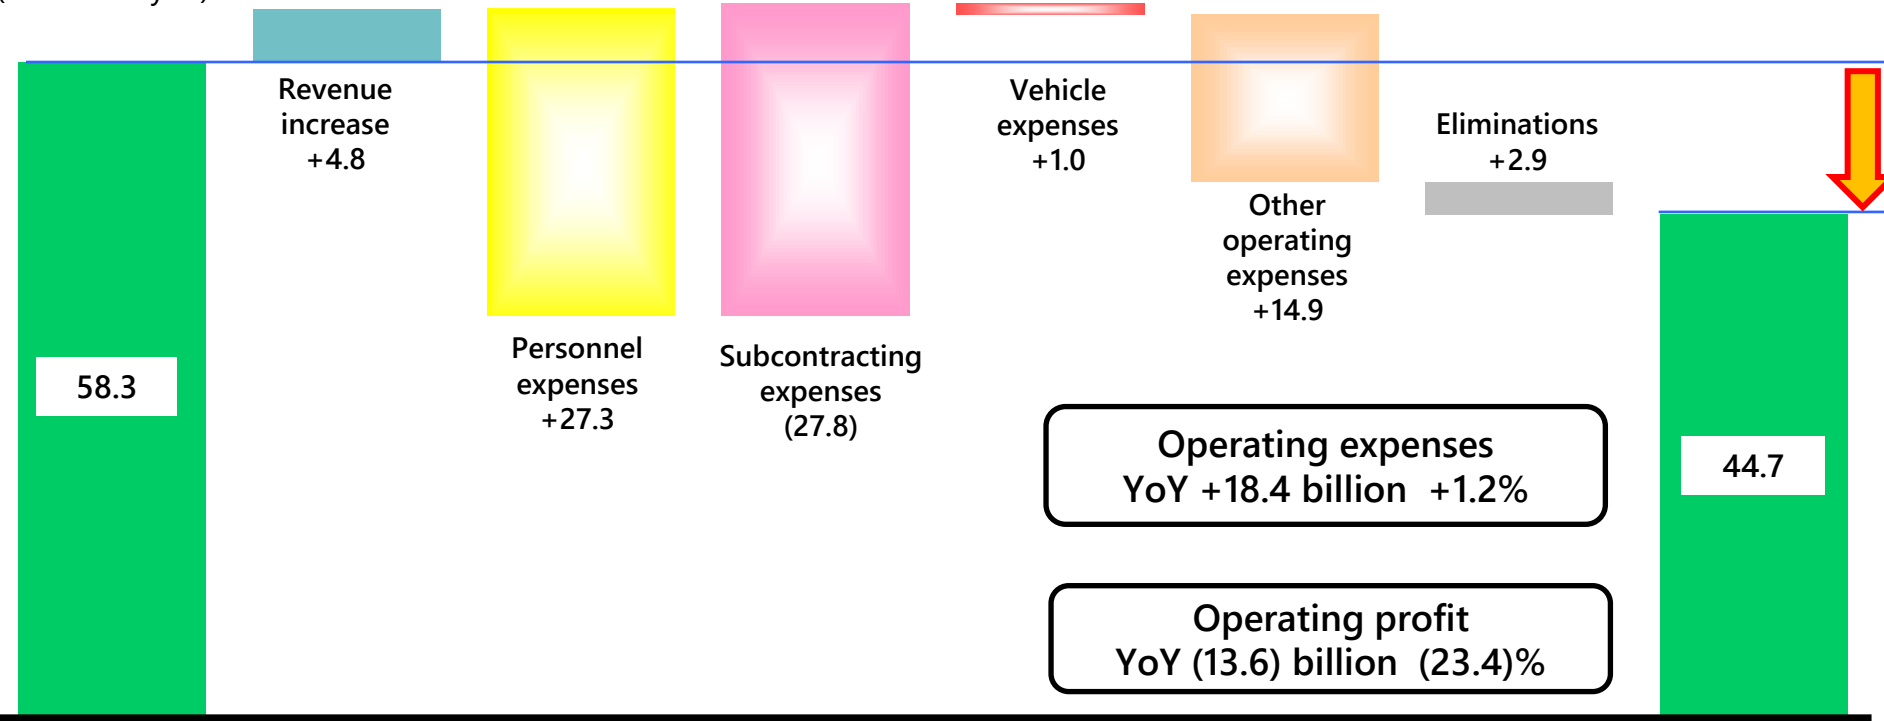 Revenue
increase
+4.8
Vehicle
expenses
+1.0
Eliminations
+2.9
Other
operating
expenses
+14.9
Personnel
expenses
+27.3
Subcontracting
expenses
(27.8)
58.3
44.7
Operating expenses
YoY +18.4 billion +1.2%
Operating profit
YoY (13.6) billion (23.4)%